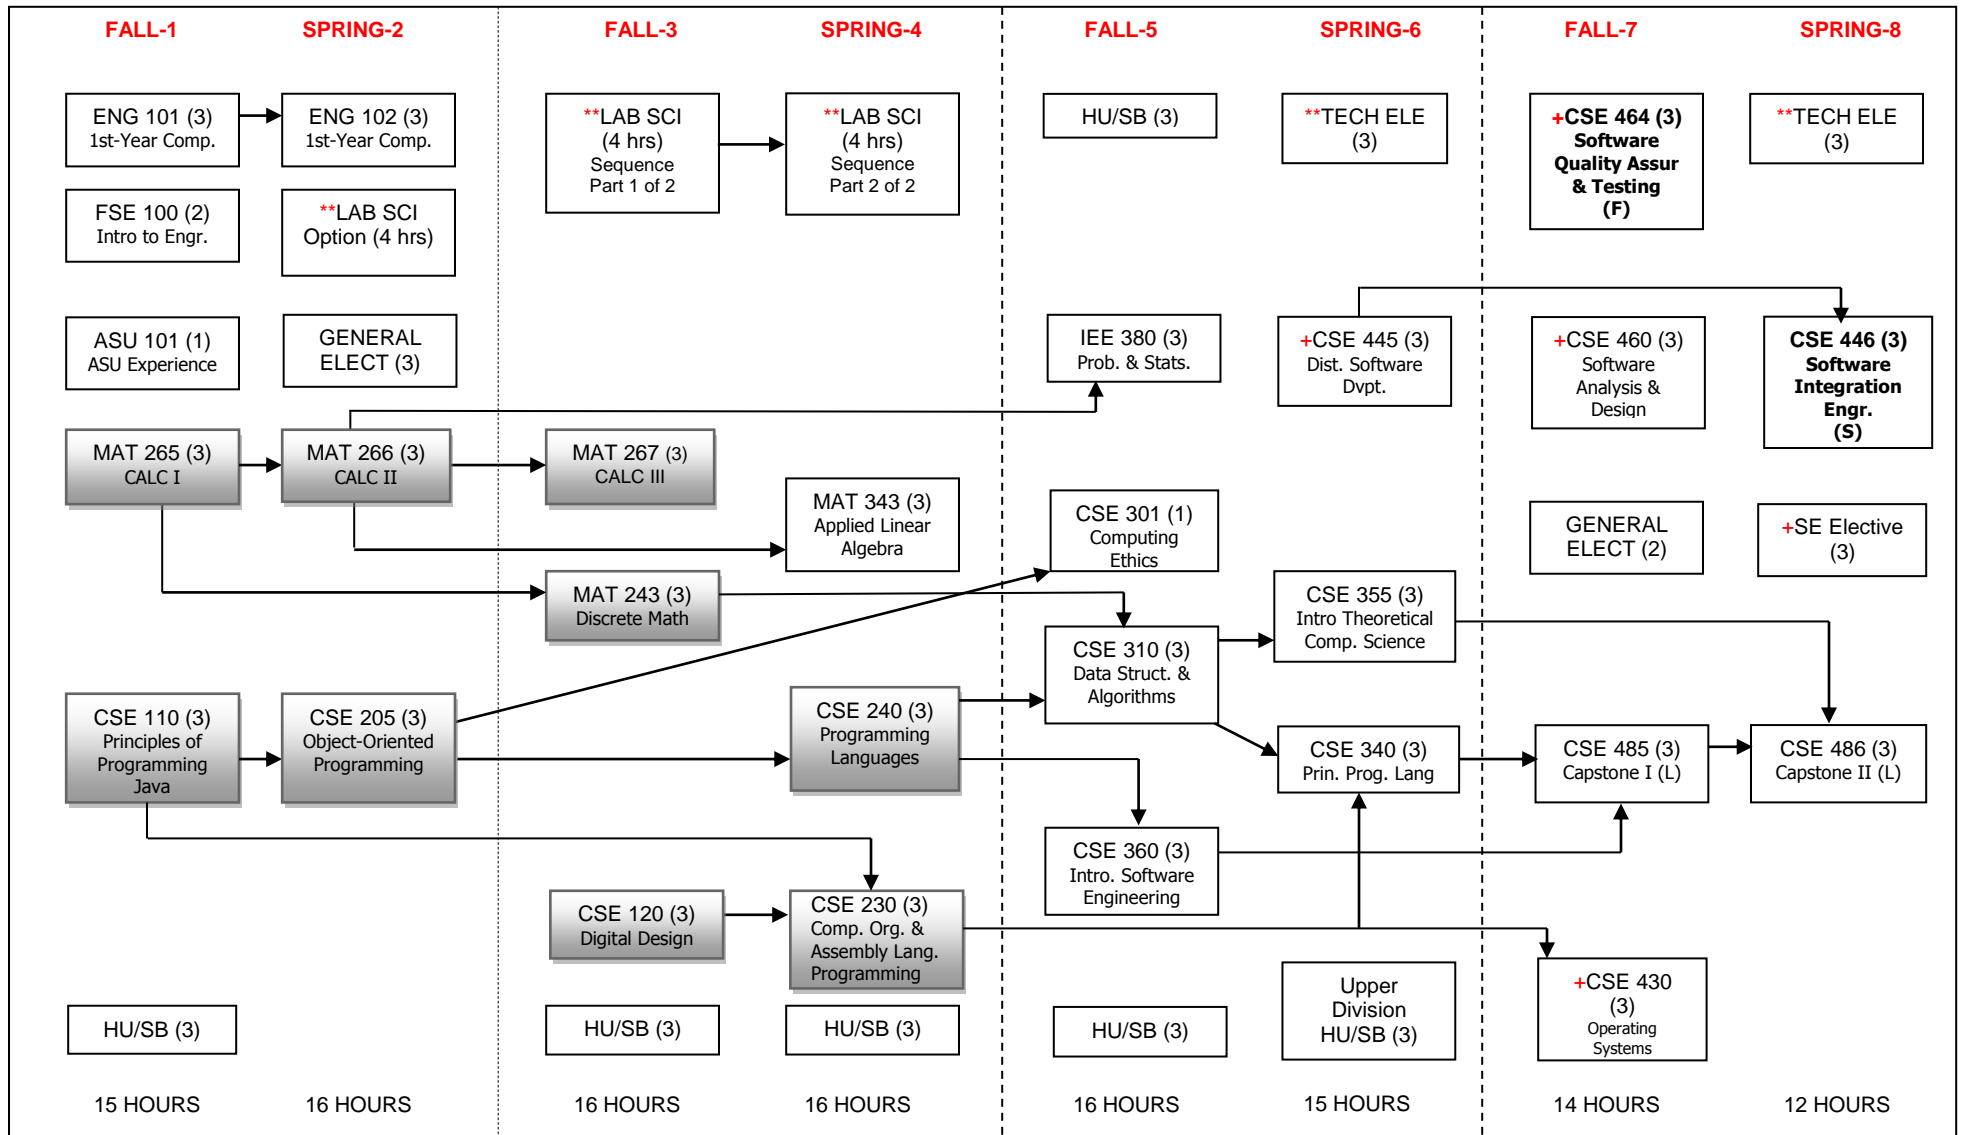 FALL-1
SPRING-2
FALL-3
SPRING-4
FALL-5
SPRING-6
FALL-7
SPRING-8
ENG 101 (3)
1st-Year Comp.
ENG 102 (3)
1st-Year Comp.
**LAB SCI
(4 hrs)
Sequence
Part 1 of 2
**LAB SCI
(4 hrs)
Sequence
Part 2 of 2
HU/SB (3)
**TECH ELE
(3)
+CSE 464 (3)
Software
Quality Assur
& Testing
(F)
**TECH ELE
(3)
FSE 100 (2)
Intro to Engr.
**LAB SCI
Option (4 hrs)
ASU 101 (1)
ASU Experience
GENERAL
ELECT (3)
IEE 380 (3)
Prob. & Stats.
+CSE 445 (3)
Dist. Software
Dvpt.
+CSE 460 (3)
Software
Analysis &
Design
CSE 446 (3)
Software
Integration
Engr.
(S)
MAT 265 (3)
CALC I
MAT 266 (3)
CALC II
MAT 267 (3)
CALC III
MAT 343 (3)
Applied Linear
Algebra
CSE 301 (1)
Computing
Ethics
GENERAL
ELECT (2)
+SE Elective
(3)
MAT 243 (3)
Discrete Math
CSE 310 (3)
Data Struct. &
Algorithms
CSE 355 (3)
Intro Theoretical
Comp. Science
CSE 110 (3)
Principles of
Programming
Java
CSE 205 (3)
Object-Oriented
Programming
CSE 240 (3)
Programming
Languages
CSE 340 (3)
Prin. Prog. Lang
CSE 485 (3)
Capstone I (L)
CSE 486 (3)
Capstone II (L)
CSE 360 (3)
Intro. Software
Engineering
CSE 120 (3)
Digital Design
CSE 230 (3)
Comp. Org. &
Assembly Lang.
Programming
Upper
Division
HU/SB (3)
+CSE 430
(3)
Operating
Systems
HU/SB (3)
HU/SB (3)
HU/SB (3)
HU/SB (3)
15 HOURS
16 HOURS
16 HOURS
16 HOURS
16 HOURS
15 HOURS
14 HOURS
12 HOURS